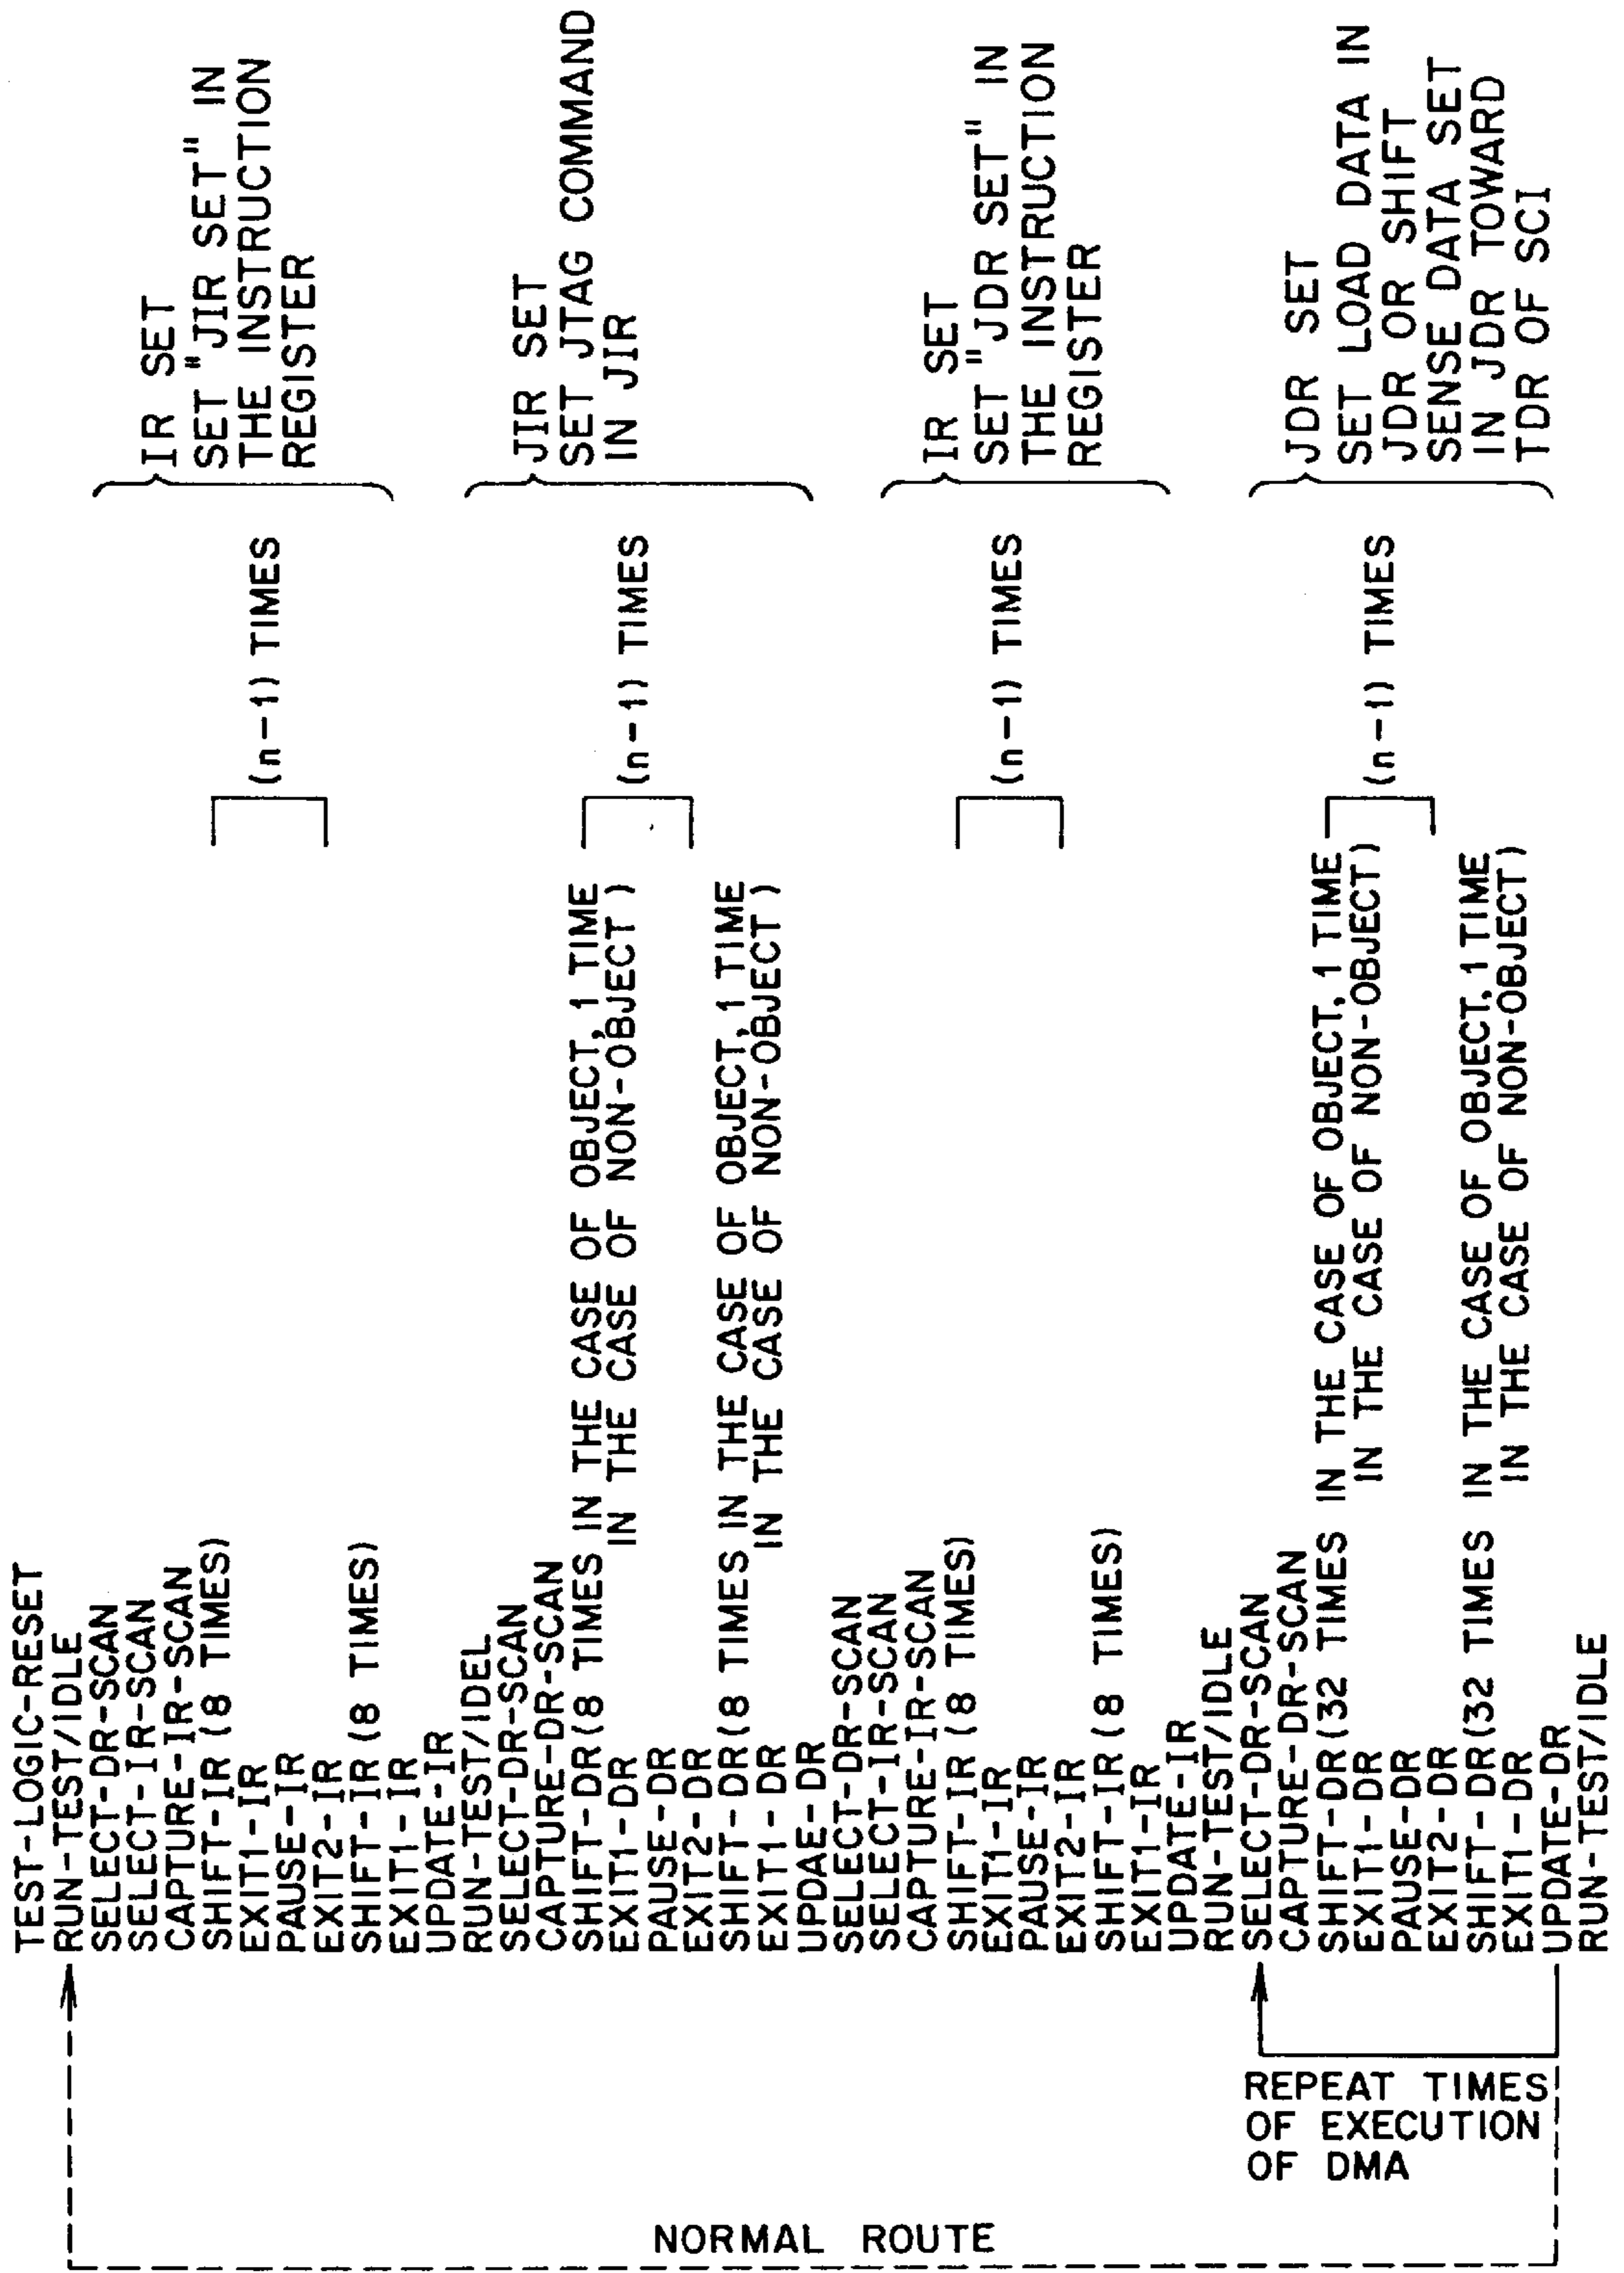 TEST-LOGIC-RESET
RUN-TEST/IDLE
SELECT-DR-SCAN
SELECT-IR-SCAN
CAPTURE-IR-SCAN
SHIFT-IR (8 TIMES)
EXIT1-IR
PAUSE-IR
EXIT2-IR
SHIFT-IR (8 TIMES)
EXIT1-IR
UPDATE-IR
(n-1) TIMES
IR SET
SET "JIR SET" IN
THE INSTRUCTION
REGISTER
RUN-TEST/IDEL
SELECT-DR-SCAN
CAPTURE-DR-SCAN
SHIFT-DR(8 TIMES IN THE CASE OF OBJECT, 1 TIME
IN THE CASE OF NON-OBJECT)
EXIT1-DR
PAUSE-DR
EXIT2-DR
SHIFT-DR(8 TIMES IN THE CASE OF OBJECT, 1 TIME
IN THE CASE OF NON-OBJECT)
EXIT1-DR
UPDAE-DR
(n-1) TIMES
JIR SET
SET JTAG COMMAND
IN JIR
SELECT-DR-SCAN
SELECT-IR-SCAN
CAPTURE-IR-SCAN
SHIFT-IR (8 TIMES)
EXIT1-IR
PAUSE-IR
EXIT2-IR
SHIFT-IR (8 TIMES)
EXIT1-IR
UPDATE-IR
RUN-TEST/IDLE
(n-1) TIMES
IR SET
SET "JDR SET" IN
THE INSTRUCTION
REGISTER
SELECT-DR-SCAN
CAPTURE-DR-SCAN
SHIFT-DR(32 TIMES IN THE CASE OF OBJECT, 1 TIME
IN THE CASE OF NON-OBJECT)
EXIT1-DR
PAUSE-DR
EXIT2-DR
SHIFT-DR(32 TIMES IN THE CASE OF OBJECT, 1 TIME
IN THE CASE OF NON-OBJECT)
EXIT1-DR
UPDATE-DR
RUN-TEST/IDLE
(n-1) TIMES
JDR SET
SET LOAD DATA IN
JDR OR SHIFT
SENSE DATA SET
IN JDR TOWARD
TDR OF SCI
REPEAT TIMES
OF EXECUTION
OF DMA
NORMAL ROUTE